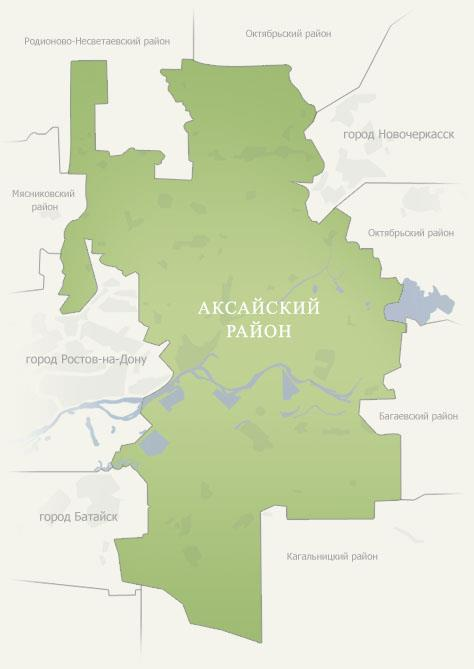 Родионово-Несветаевский район
Октябрьский район
город Новочеркасск
Мясниковский
район
Октябрьский район
АКСАЙСКИЙ
РАЙОН
город Ростов-на-Дону
Багаевский район
город Батайск
Кагальницкий район